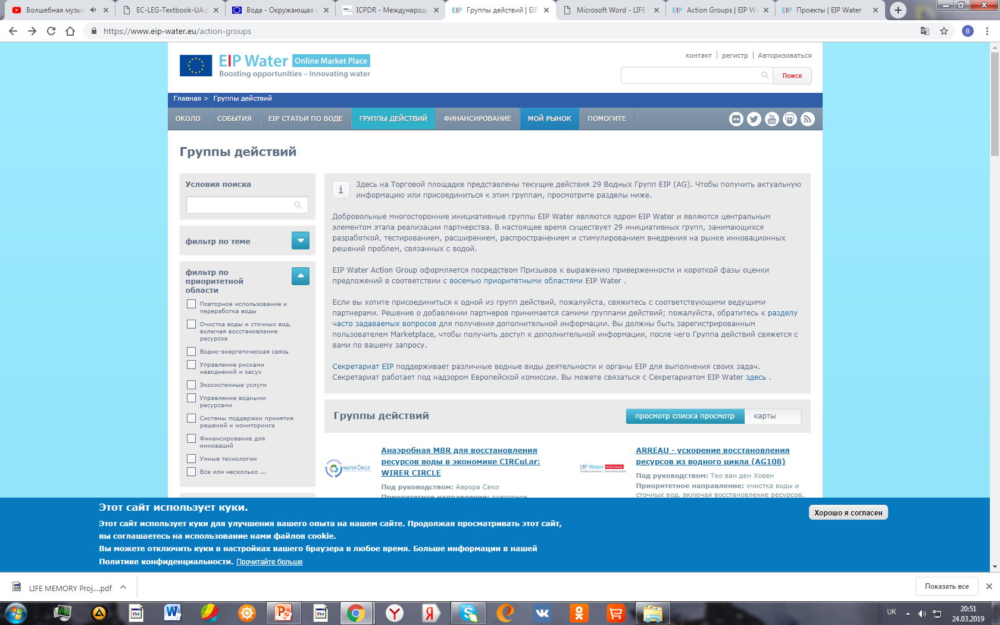 Волшебная музык
EC-LEG-Textbook-UA.p
Вода - Окружающая с
ICPDR - Международн
Группы действий | EIP
Microsoft Word - LIFE
Action Groups | EIP Wa
Проекты | EIP Water
https://www.eip-water.eu/action-groups
B
EIP Water Online Market Place
Boosting opportunities – Innovating water
контакт
регистр
Авторизоваться
Поиск
Главная > Группы действий
ОКОЛО
СОБЫТИЯ
EIP СТАТЬИ ПО ВОДЕ
ГРУППЫ ДЕЙСТВИЙ
ФИНАНСИРОВАНИЕ
МОЙ РЫНОК
ПОМОГИТЕ
Группы действий
Условия поиска
фильтр по теме
фильтр по
приоритетной
области
Повторное использование и
переработка воды
Очистка воды и сточных вод,
включая восстановление
ресурсов
Водно-энергетическая связь
Управление рисками
наводнений и засух
Экосистемные услуги
Управление водными
ресурсами
Системы поддержки принятия
решений и мониторинга
Финансирование для
инноваций
Умные технологии
Все или несколько ...
Здесь на Торговой площадке представлены текущие действия 29 Водных Групп EIP (AG). Чтобы получить актуальную
информацию или присоединиться к этим группам, просмотрите разделы ниже.
Добровольные многосторонние инициативные группы EIP Water являются ядром EIP Water и являются центральным
элементом этапа реализации партнерства. В настоящее время существует 29 инициативных групп, занимающихся
разработкой, тестированием, расширением, распространением и стимулированием внедрения на рынке инновационных
решений проблем, связанных с водой.
EIP Water Action Group оформляется посредством Призывов к выражению приверженности и короткой фазы оценки
предложений в соответствии с восемью приоритетными областями EIP Water .
Если вы хотите присоединиться к одной из групп действий, пожалуйста, свяжитесь с соответствующими ведущими
партнерами. Решение о добавлении партнеров принимается самими группами действий; пожалуйста, обратитесь к разделу
часто задаваемых вопросов для получения дополнительной информации. Вы должны быть зарегистрированным
пользователем Marketplace, чтобы получить доступ к дополнительной информации, после чего Группа действий свяжется с
вами по вашему запросу.
Секретариат EIP поддерживает различные водные виды деятельности и органы EIP для выполнения своих задач.
Секретариат работает под надзором Европейской комиссии. Вы можете связаться с Секретариатом EIP Water здесь .
Группы действий
просмотр списка просмотр
карты
WATER CIRCLE
Анаэробная MBR для восстановления
ресурсов воды в экономике CIRCuLar:
WIRER CIRCLE
Под руководством: Аврора Секо
Приоритетное направление: повторное
EIP Water Action Group
Pooling resources - Innovating water
ARREAU - ускорение восстановления
ресурсов из водного цикла (AG108)
Под руководством: Тео ван ден Ховен
Приоритетное направление: очистка воды и
сточных вод, включая восстановление ресурсов.
Этот сайт использует куки.
Этот сайт использует куки для улучшения вашего опыта на нашем сайте. Продолжая просматривать этот сайт,
вы соглашаетесь на использование нами файлов cookie.
Вы можете отключить куки в настройках вашего браузера в любое время. Больше информации в нашей
Политике конфиденциальности. Прочитайте больше
Хорошо я согласен
LIFE MEMORY Proj....pdf
Показать все
UK
20:51
24.03.2019